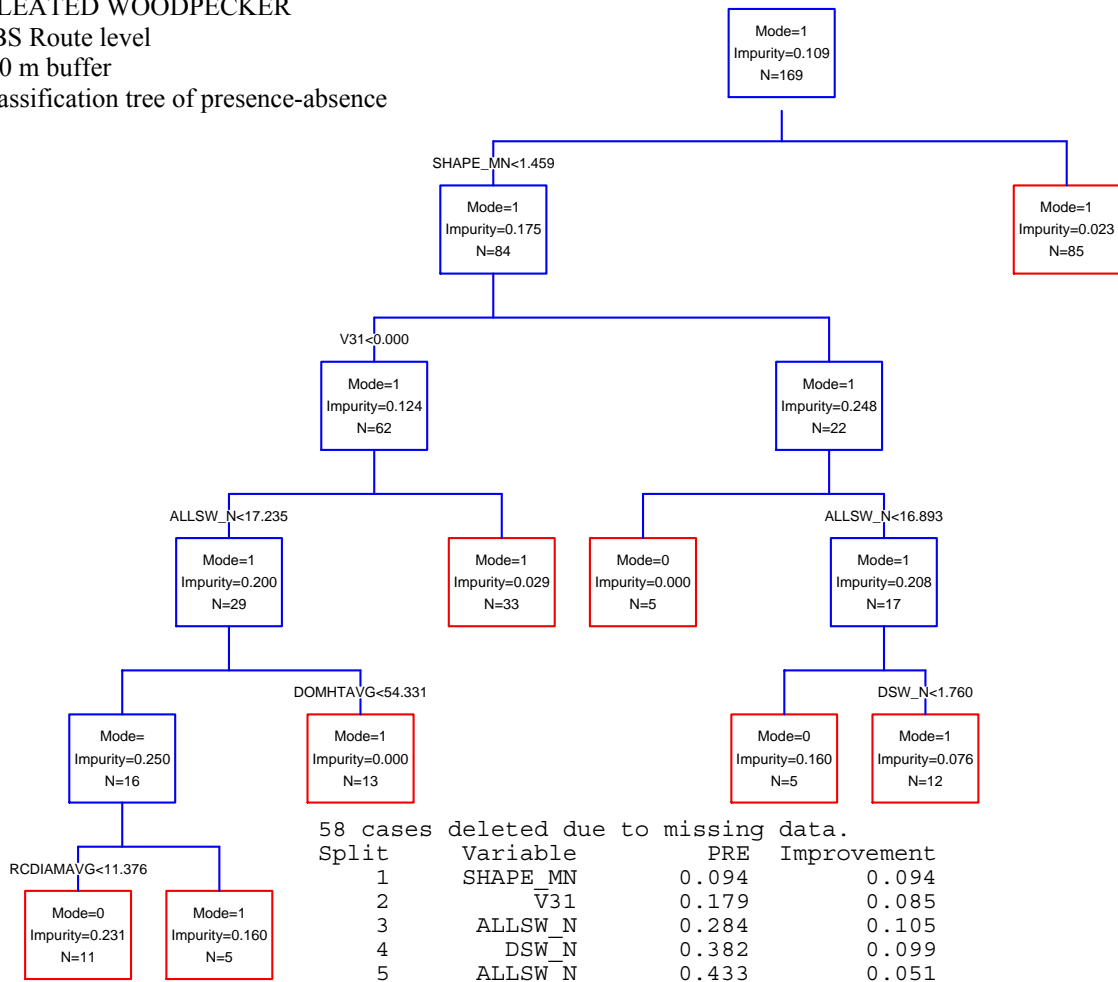 LEATED WOODPECKER
BS Route level
0 m buffer
assification tree of presence-absence
Mode=1
Impurity=0.109
N=169
SHAPE_MN<1.459
Mode=1
Impurity=0.175
N=84
Mode=1
Impurity=0.023
N=85
V31<0.000
Mode=1
Impurity=0.124
N=62
Mode=1
Impurity=0.248
N=22
ALLSW_N<17.235
Mode=1
Impurity=0.200
N=29
Mode=1
Impurity=0.029
N=33
Mode=0
Impurity=0.000
N=5
ALLSW_N<16.893
Mode=1
Impurity=0.208
N=17
Mode=
Impurity=0.250
N=16
DOMHTAVG<54.331
Mode=1
Impurity=0.000
N=13
Mode=0
Impurity=0.160
N=5
DSW_N<1.760
Mode=1
Impurity=0.076
N=12
RCDIAMAVG<11.376
Mode=0
Impurity=0.231
N=11
Mode=1
Impurity=0.160
N=5
58 cases deleted due to missing data.
Split Variable PRE Improvement
1 SHAPE_MN 0.094 0.094
2 V31 0.179 0.085
3 ALLSW_N 0.284 0.105
4 DSW_N 0.382 0.099
5 ALLSW_N 0.433 0.051